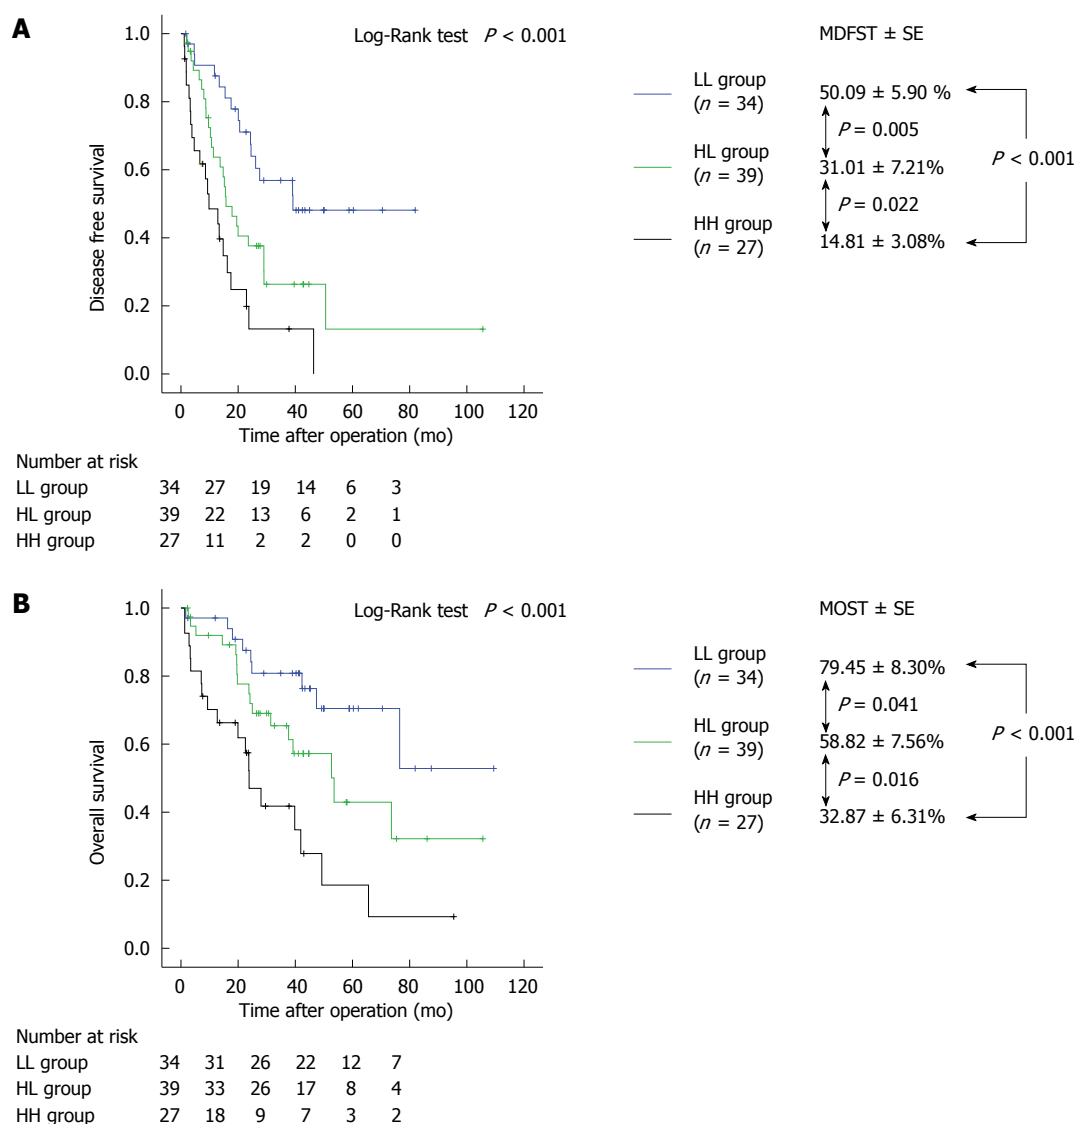 A
Log-Rank test P < 0.001
MDFST ± SE
Disease free survival
1.0
0.8
0.6
0.4
0.2
0.0
0 20 40 60 80 100 120
Time after operation (mo)
LL group
(n = 34)
HL group
(n = 39)
HH group
(n = 27)
50.09 ± 5.90 %
P = 0.005
31.01 ± 7.21%
P = 0.022
14.81 ± 3.08%
P < 0.001
Number at risk
LL group 34 27 19 14 6 3
HL group 39 22 13 6 2 1
HH group 27 11 2 2 0 0
B
Log-Rank test P < 0.001
MOST ± SE
Overall survival
1.0
0.8
0.6
0.4
0.2
0.0
0 20 40 60 80 100 120
Time after operation (mo)
LL group
(n = 34)
HL group
(n = 39)
HH group
(n = 27)
79.45 ± 8.30%
P = 0.041
58.82 ± 7.56%
P = 0.016
32.87 ± 6.31%
P < 0.001
Number at risk
LL group 34 31 26 22 12 7
HL group 39 33 26 17 8 4
HH group 27 18 9 7 3 2